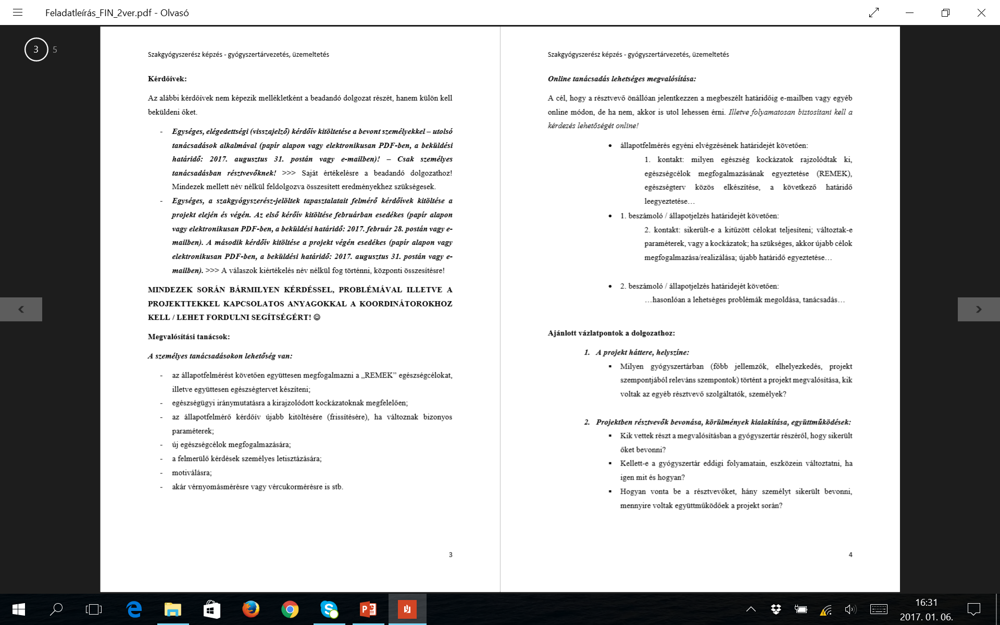 Feladatleírás_FIN_2ver.pdf - Olvasó
3 5
Szakgyógyszerész képzés - gyógyszertárvezetés, üzemeltetés
Kérdőívek:
Az alábbi kérdőívek nem képezik mellékletként a beadandó dolgozat részét, hanem külön kell
beküldeni őket.
- Egységes, elégedettségi (visszajelző) kérdőív kitöltetése a bevont személyekkel – utolsó
tanácsadások alkalmával (papír alapon vagy elektronikusan PDF-ben, a beküldési
határidő: 2017. augusztus 31. postán vagy e-mailben)! – Csak személyes
tanácsadásban résztvevőknek! >>> Saját értékelésre a beadandó dolgozathoz!
Mindezek mellett név nélkül feldolgozva összesített eredményekhez szükségesek.
- Egységes, a szakgyógyszerész-jelöltek tapasztalatait felmérő kérdőívek kitöltése a
projekt elején és végén. Az első kérőív kitöltése februárban esedékes (papír alapon
vagy elektronikusan PDF-ben, a beküldési határidő: 2017. február 28. postán vagy e-
mailben). A második kérdőív kitöltése a projekt végén esedékes (papír alapon vagy
elektronikusan PDF-ben, a beküldési határidő: 2017. augusztus 31. postán vagy e-
mailben). >>> A válaszok kiértékelés név nélkül fog történni, központi összesítésre!
MINDEZEK SORÁN BÁRMILYEN KÉRDÉSSEL, PROBLÉMÁVAL ILLETVE A
PROJEKTTEKKEL KAPCSOLATOS ANYAGOKKAL A KOORDINÁTOROKHOZ
KELL / LEHET FORDULNI SEGÍTSÉGÉRT! ☺
Megvalósítási tanácsok:
A személyes tanácsadásokon lehetőség van:
- az állapotfelmérést követően együttesen megfogalmazni a „REMEK” egészségcélokat,
illetve együttesen egészségtervet készíteni;
- egészségügyi iránymutatásra a kirajzolódott kockázatoknak megfelelően;
- az állapotfelmérő kérdőív újabb kitöltésére (frissítésére), ha változnak bizonyos
paraméterek;
- új egészségcélok megfogalmazására;
- a felmerülő kérdések személyes letisztázására;
- motiválásra;
- akár vérnyomásmérésre vagy vércukormérésre is stb.
3
Szakgyógyszerész képzés - gyógyszertárvezetés, üzemeltetés
Online tanácsadás lehetséges megvalósítása:
A cél, hogy a résztvevő önállóan jelentkezzen a megbeszélt határidőig e-mailben vagy egyéb
online módon, de ha nem, akkor is utol lehessen érni. Illetve folyamatosan biztosítani kell a
kérdezés lehetőségét online!
• állapotfelmérés egyéni elvégzésének határidejét követően:
1. kontakt: milyen egészség kockázatok rajzolódtak ki,
egészségcélok megfogalmazásának egyeztetése (REMEK),
egészségterv közös elkészítése, a következő határidő
leegyeztetése…
• 1. beszámoló / állapotjelzés határidejét követően:
2. kontakt: sikerült-e a kitűzött célokat teljesíteni; változtak-e
paraméterek, vagy a kockázatok; ha szükséges, akkor újabb célok
megfogalmazása/realizálása; újabb határidő egyeztetése…
• 2. beszámoló / állapotjelzés határidejét követően:
…hasonlóan a lehetséges problémák megoldása, tanácsadás…
Ajánlott vázlatpontok a dolgozathoz:
1. A projekt háttere, helyszíne:
▪ Milyen gyógyszertárban (főbb jellemzők, elhelyezkedés, projekt
szempontjából releváns szempontok) történt a projekt megvalósítása, kik
voltak az egyéb résztvevő szolgáltatók, személyek?
2. Projektben résztvevők bevonása, körülmények kialakítása, együttműködések:
▪ Kik vettek részt a megvalósításban a gyógyszertár részéről, hogy sikerült
őket bevonni?
▪ Kellett-e a gyógyszertár eddigi folyamatain, eszközein változtatni, ha
igen mit és hogyan?
▪ Hogyan vonta be a résztvevőket, hány személyt sikerült bevonni,
mennyire voltak együttműködőek a projekt során?
4
16:31
2017. 01. 06.